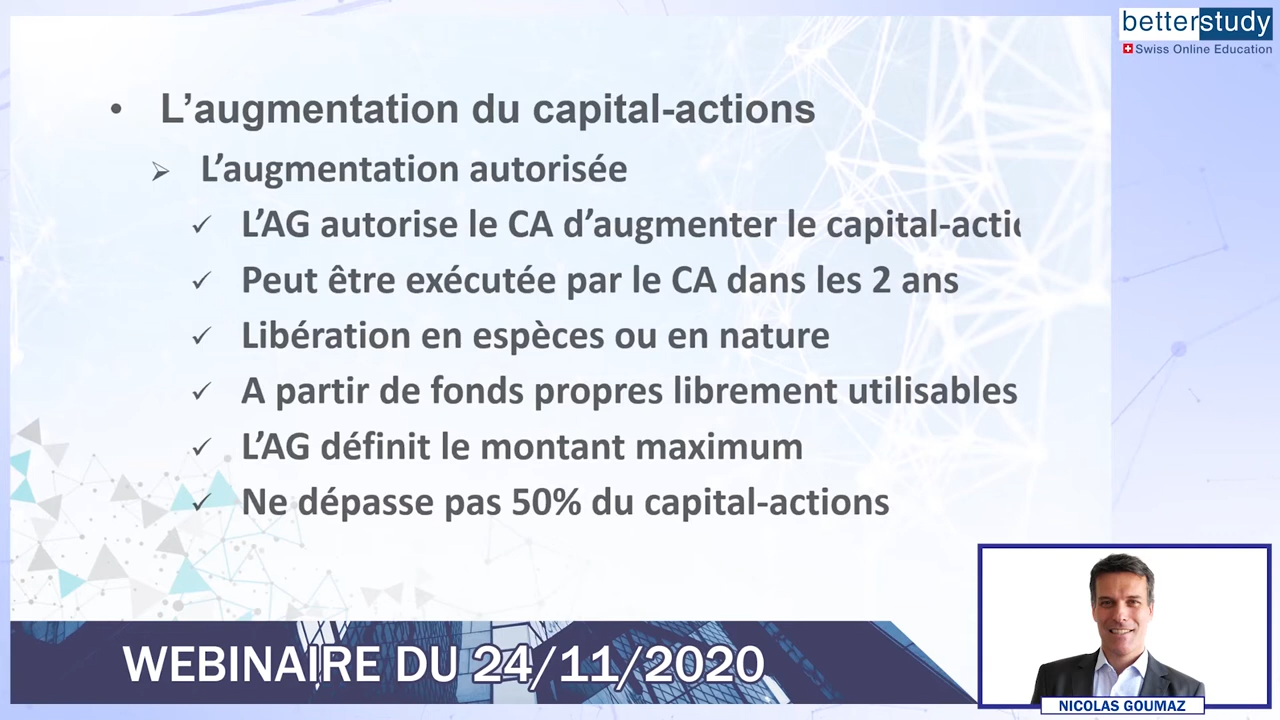 betterstudy
Swiss Online Education
• L’augmentation du capital-actions
➢ L’augmentation autorisée
✓ L’AG autorise le CA d’augmenter le capital-actio
✓ Peut être exécutée par le CA dans les 2 ans
✓ Libération en espèces ou en nature
✓ A partir de fonds propres librement utilisables
✓ L’AG définit le montant maximum
✓ Ne dépasse pas 50% du capital-actions
WEBINAIRE DU 24/11/2020
NICOLAS GOUMAZ